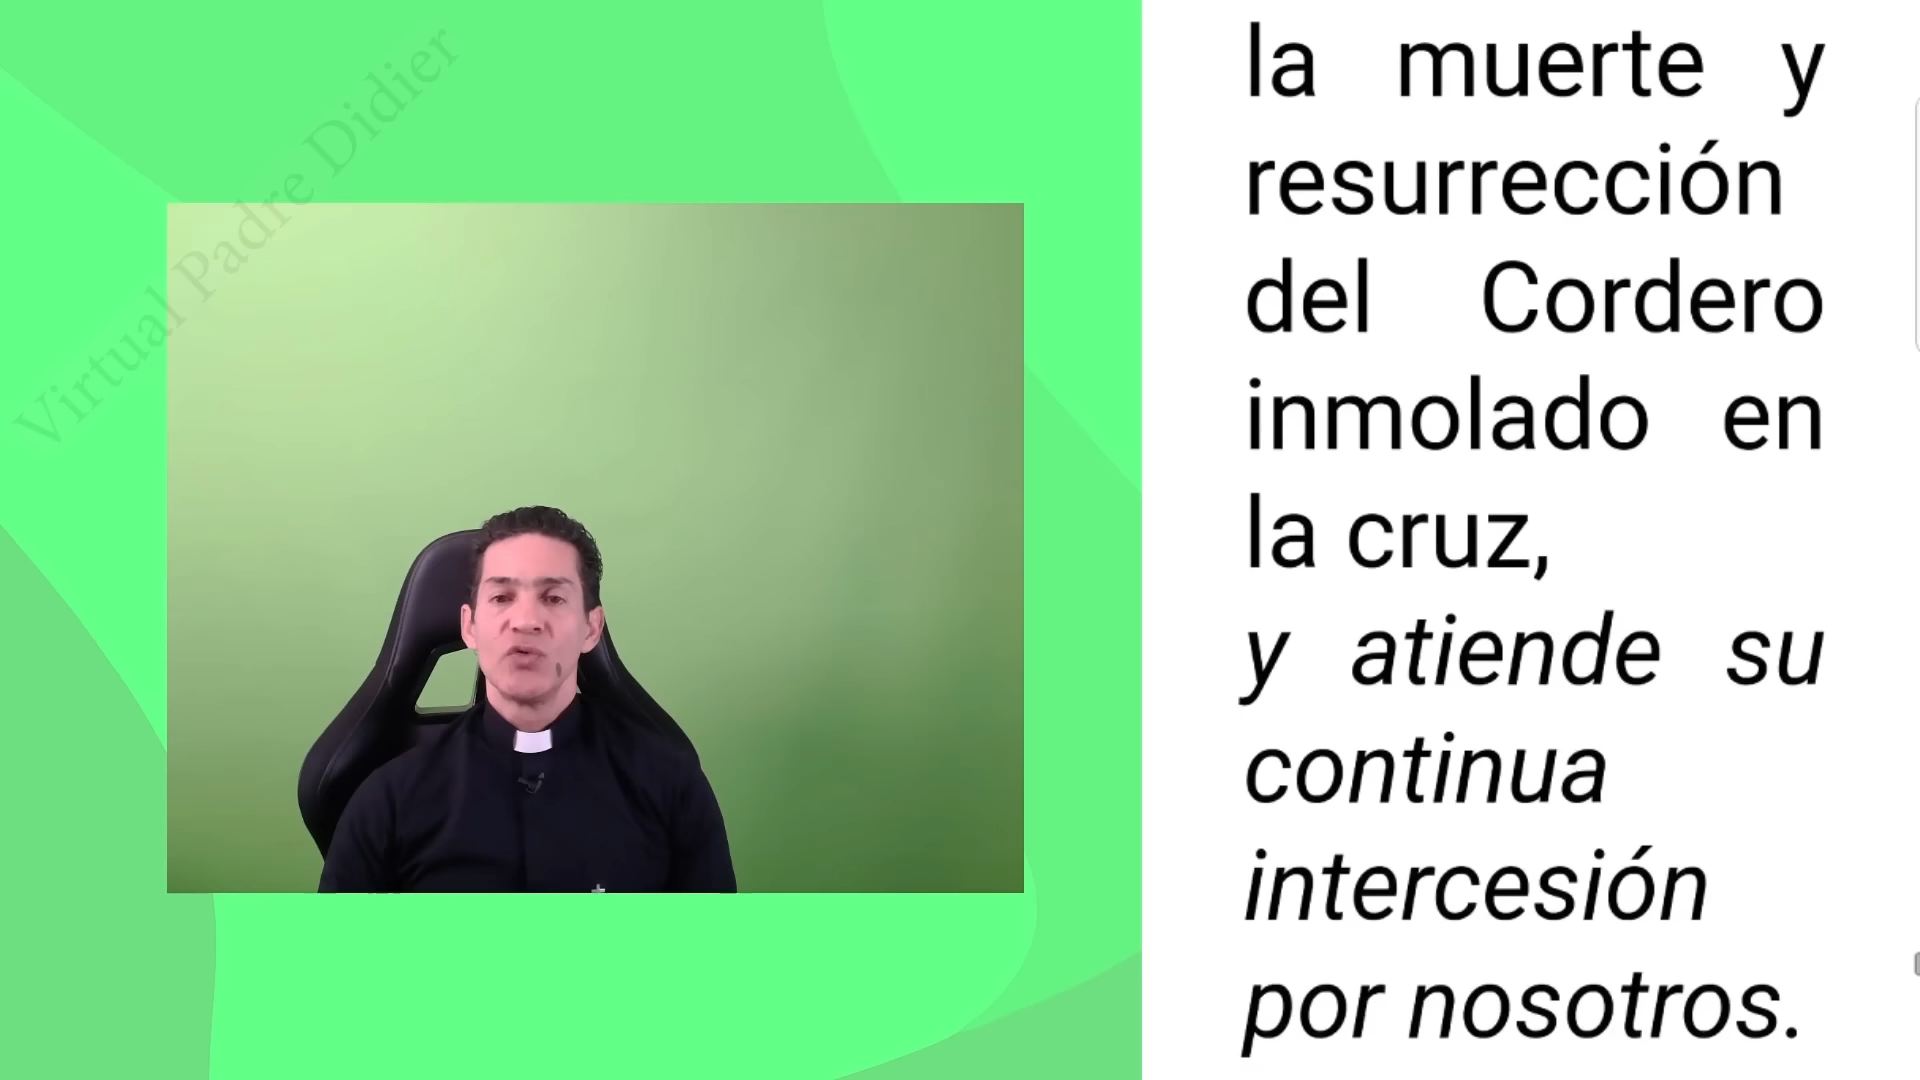 Virtual Padre Didier
la muerte y
resurrección
del Cordero
inmolado en
la cruz,
y atiende su
continua
intercesión
por nosotros.